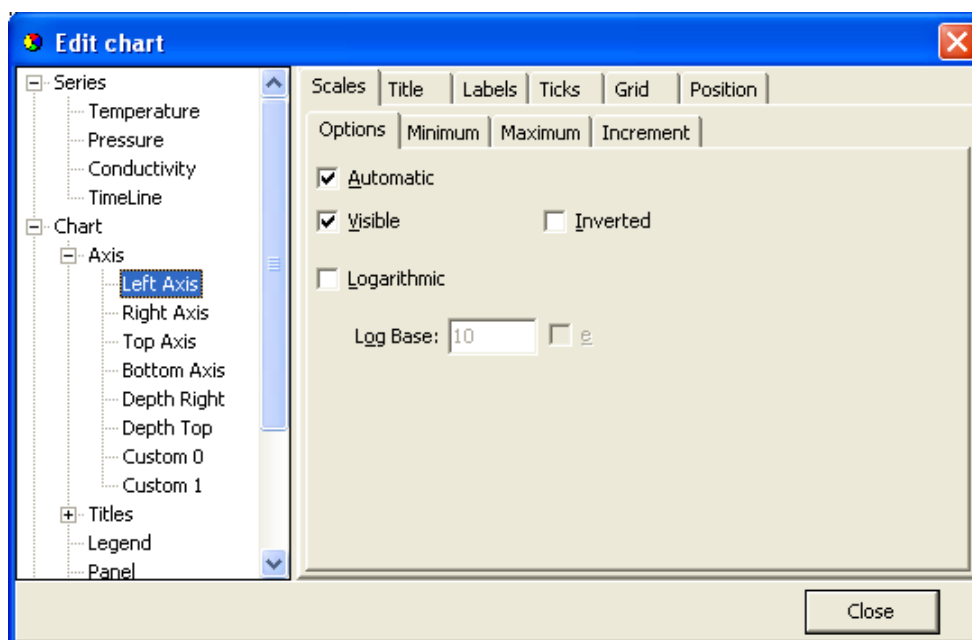 Edit chart
Series
Temperature
Pressure
Conductivity
TimeLine
Chart
Axis
Left Axis
Right Axis
Top Axis
Bottom Axis
Depth Right
Depth Top
Custom 0
Custom 1
Titles
Legend
Panel
Scales Title Labels Ticks Grid Position
Options Minimum Maximum Increment
Automatic
Visible Inverted
Logarithmic
Log Base: 10 e
Close